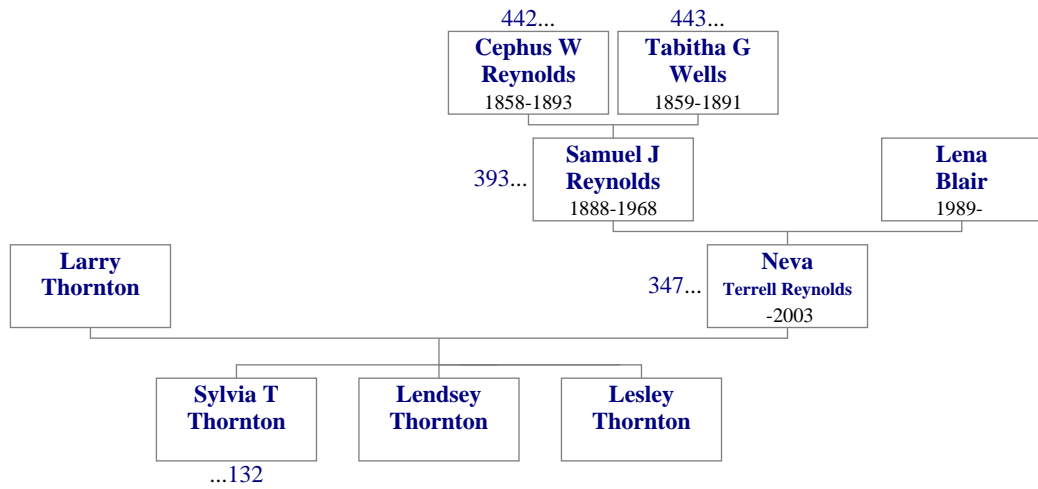 442...
443...
Cephus W
Reynolds
1858-1893
Tabitha G
Wells
1859-1891
393...
Samuel J
Reynolds
1888-1968
Lena
Blair
1989-
Larry
Thornton
347...
Neva
Terrell Reynolds
-2003
Sylvia T
Thornton
Lendsey
Thornton
Lesley
Thornton
...132